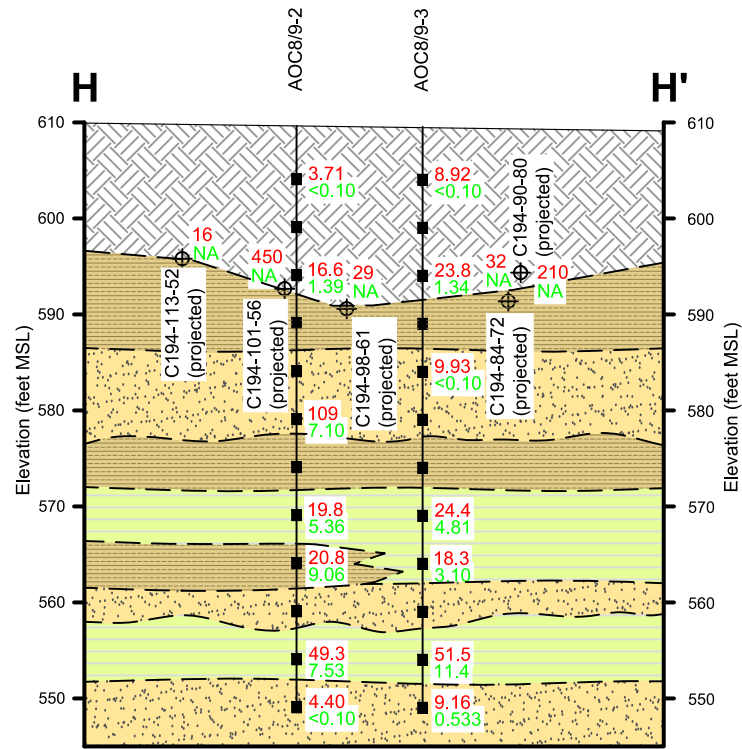 AOC8/9-2
AOC8/9-3
H
H'
610
610
600
600
590
590
580
580
570
570
560
560
550
550
Elevation (feet MSL)
Elevation (feet MSL)
3.71
<0.10
8.92
<0.10
C194-90-80
(projected)
16
NA
450
NA
16.6
1.39
29
NA
23.8
1.34
32
NA
210
NA
C194-113-52
(projected)
C194-101-56
(projected)
C194-98-61
(projected)
C194-84-72
(projected)
9.93
<0.10
109
7.10
19.8
5.36
24.4
4.81
20.8
9.06
18.3
3.10
49.3
7.53
51.5
11.4
4.40
<0.10
9.16
0.533